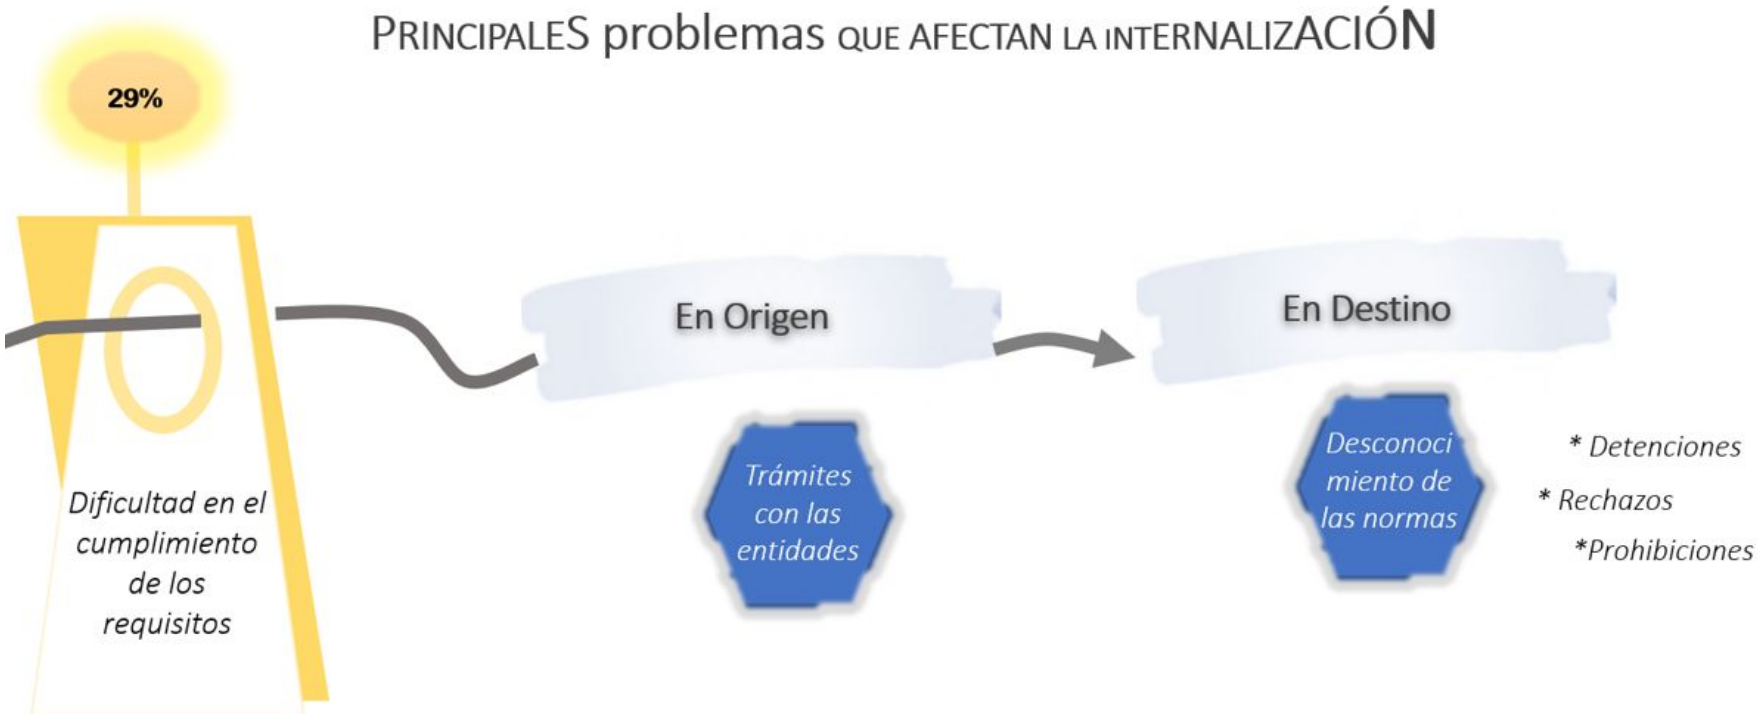 PRINCIPALES problemas QUE AFECTAN LA INTERNALIZACIÓN
29%
Dificultad en el
cumplimiento
de los
requisitos
En Origen
Trámites
con las
entidades
En Destino
Desconoci
miento de
las normas
* Detenciones
* Rechazos
*Prohibiciones